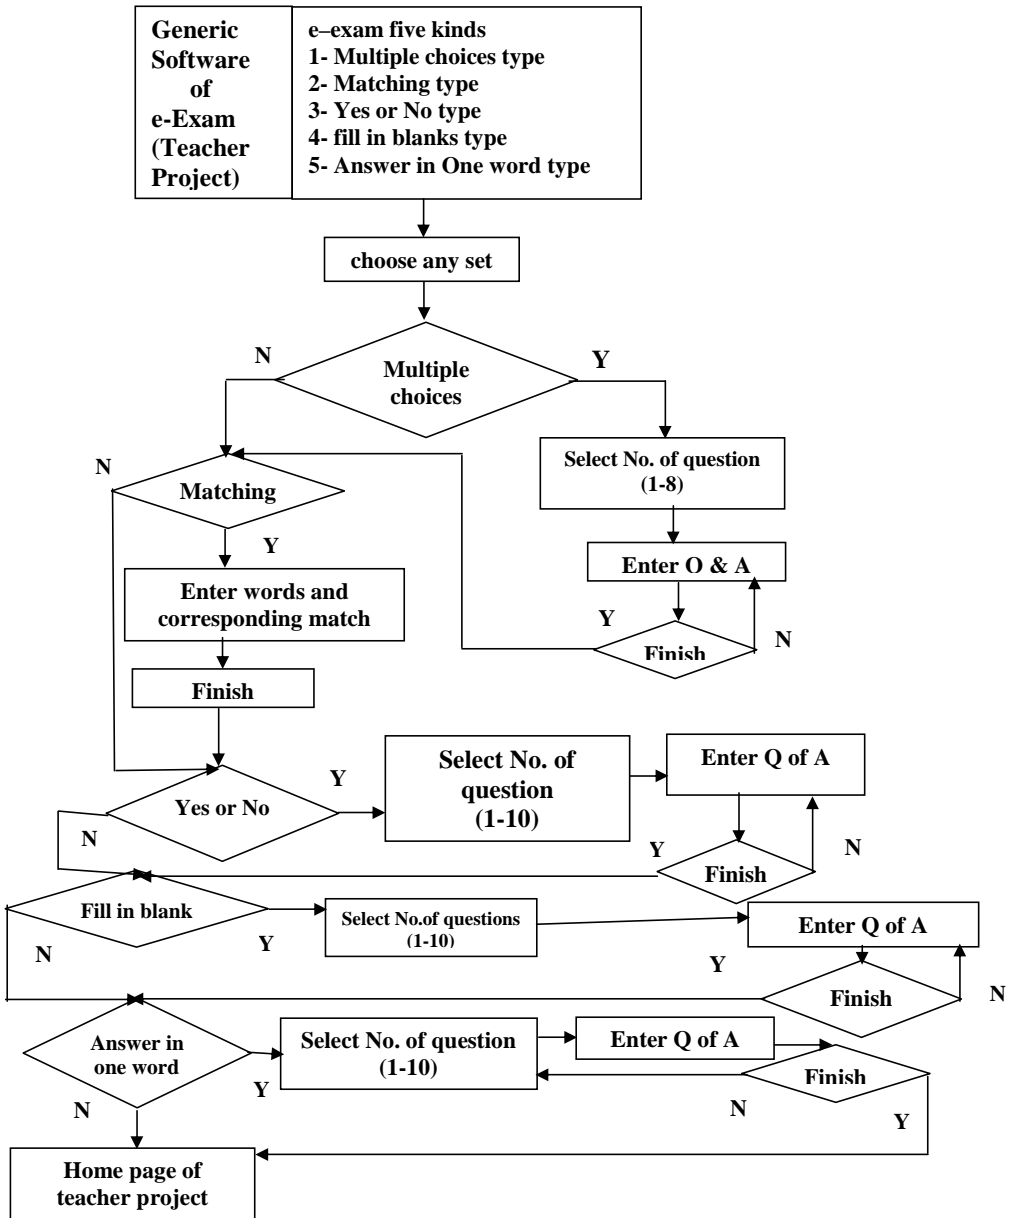 Generic
Software
of
e-Exam
(Teacher
Project)
e–exam five kinds
1- Multiple choices type
2- Matching type
3- Yes or No type
4- fill in blanks type
5- Answer in One word type
choose any set
N
Y
Multiple
choices
Select No. of question
(1-8)
N
Matching
Y
Enter O & A
Enter words and
corresponding match
Y
N
Finish
Finish
Select No. of
question
(1-10)
Enter Q of A
Y
Yes or No
N
Y
N
Finish
Fill in blank
Select No.of questions
(1-10)
Enter Q of A
Y
N
Y
N
Finish
Answer in
one word
Select No. of question
(1-10)
Enter Q of A
Finish
Y
N
N
Y
Home page of
teacher project